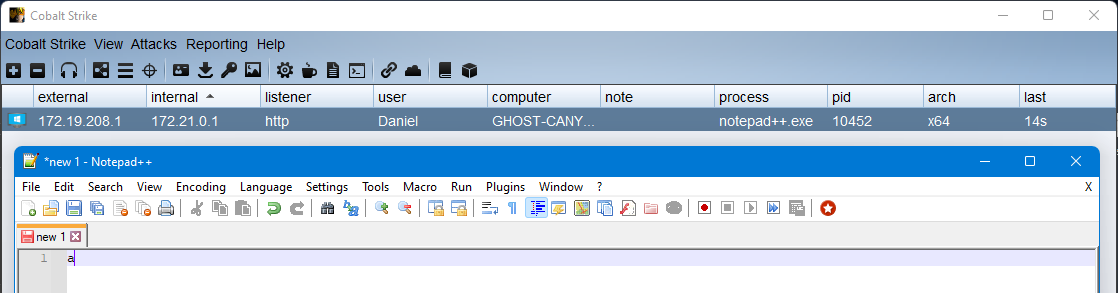 Cobalt Strike
Cobalt Strike View Attacks Reporting Help
external internal listener user computer note process pid arch last
172.19.208.1 172.21.0.1 http Daniel GHOST-CANY... notepad++.exe 10452 x64 14s
*new 1 - Notepad++
File Edit Search View Encoding Language Settings Tools Macro Run Plugins Window ? X
new 1
1 a